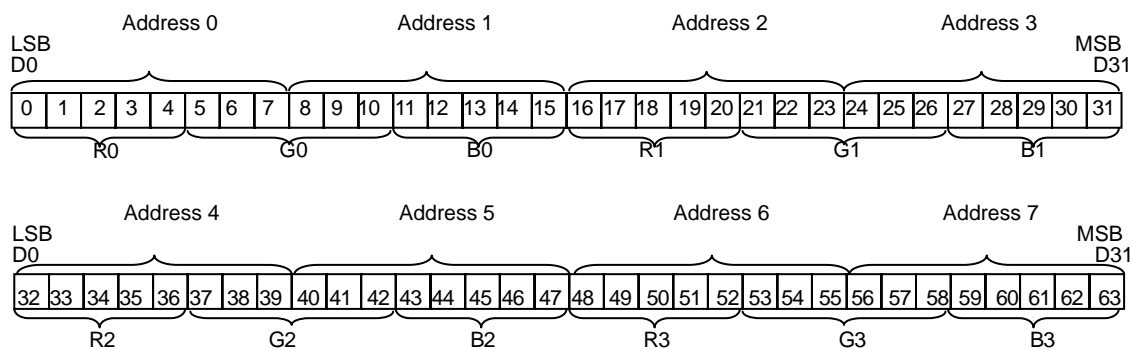 Address 0 Address 1 Address 2 Address 3
LSB MSB
D0 D31
0 1 2 3 4 5 6 7 8 9 10 11 12 13 14 15 16 17 18 19 20 21 22 23 24 25 26 27 28 29 30 31
R0 G0 B0 R1 G1 B1
Address 4 Address 5 Address 6 Address 7
LSB MSB
D0 D31
32 33 34 35 36 37 38 39 40 41 42 43 44 45 46 47 48 49 50 51 52 53 54 55 56 57 58 59 60 61 62 63
R2 G2 B2 R3 G3 B3